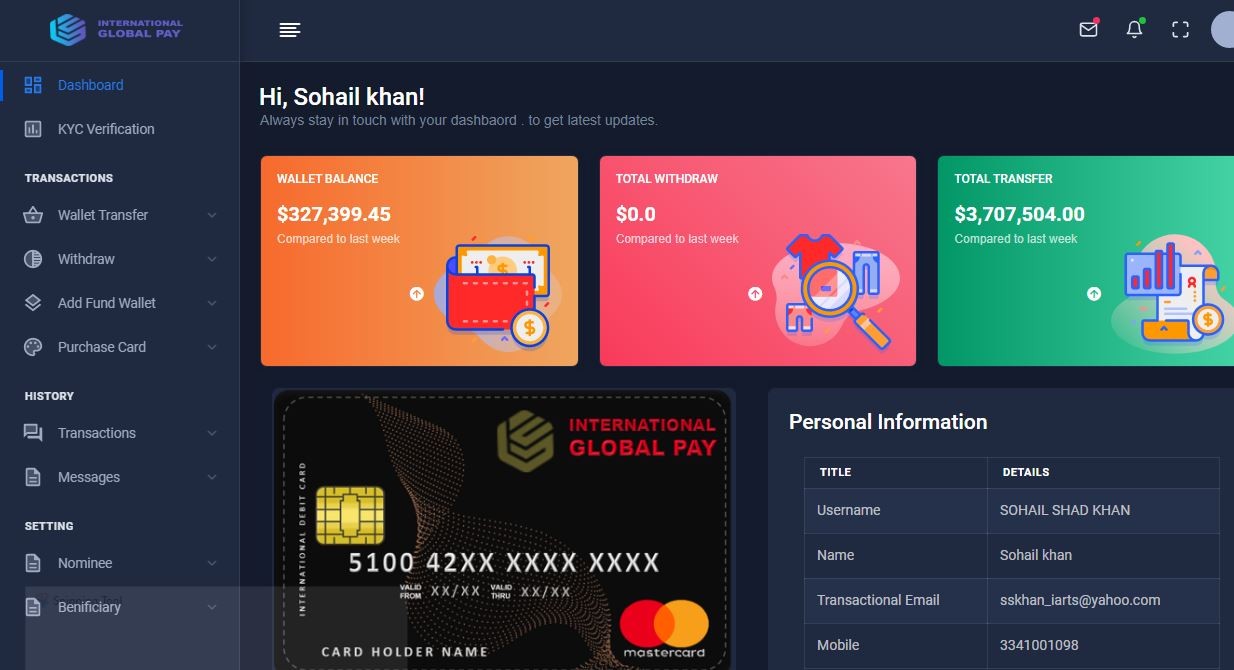 INTERNATIONAL
GLOBAL PAY
Dashboard
KYC Verification
TRANSACTIONS
Wallet Transfer
Withdraw
Add Fund Wallet
Purchase Card
HISTORY
Transactions
Messages
SETTING
Nominee
Snipping Tool
Benificiary
Hi, Sohail khan!
Always stay in touch with your dashbaord . to get latest updates.
WALLET BALANCE
$327,399.45
Compared to last week
TOTAL WITHDRAW
$0.0
Compared to last week
TOTAL TRANSFER
$3,707,504.00
Compared to last week
INTERNATIONAL
GLOBAL PAY
INTERNATIONAL DEBIT CARD
5100 42XX XXXX XXXX
VALID FROM XX/XX VALID THRU XX/XX
CARD HOLDER NAME
mastercard
Personal Information
TITLE DETAILS
Username SOHAIL SHAD KHAN
Name Sohail khan
Transactional Email sskhan_iarts@yahoo.com
Mobile 3341001098